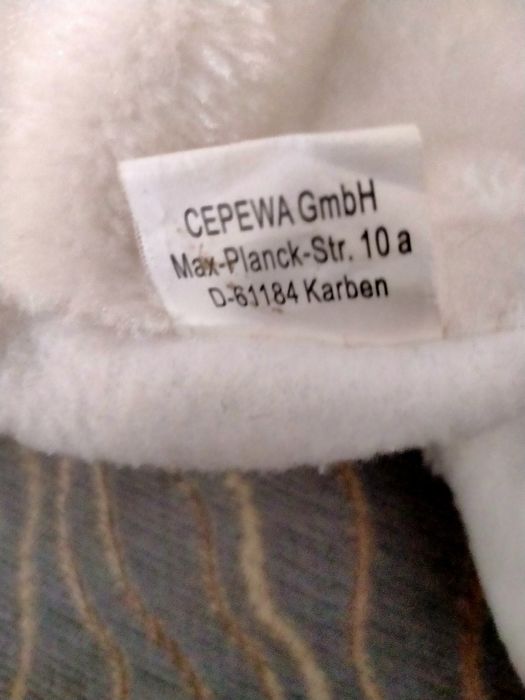 CEPEWA GmbH
Max-Planck-Str. 10 a
D-61184 Karben